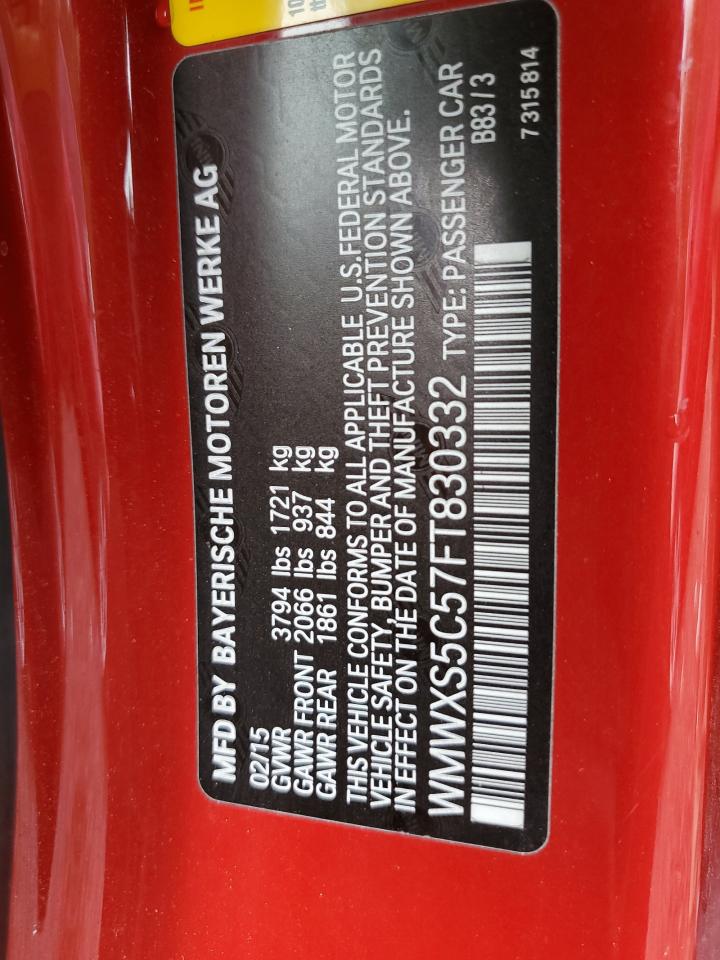 MFD BY BAYERISCHE MOTOREN WERKE AG
02/15
GVWR 3794 lbs 1721 kg
GAWR FRONT 2066 lbs 937 kg
GAWR REAR 1861 lbs 844 kg
THIS VEHICLE CONFORMS TO ALL APPLICABLE U.S.FEDERAL MOTOR
VEHICLE SAFETY, BUMPER AND THEFT PREVENTION STANDARDS
IN EFFECT ON THE DATE OF MANUFACTURE SHOWN ABOVE.
WMWXS5C57FT830332 TYPE: PASSENGER CAR
B83 / 3
7 315 814